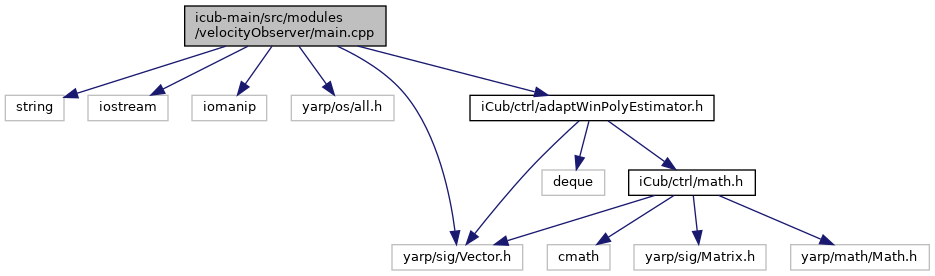 icub-main/src/modules
/velocityObserver/main.cpp
string
iostream
iomanip
yarp/os/all.h
iCub/ctrl/adaptWinPolyEstimator.h
deque
iCub/ctrl/math.h
yarp/sig/Vector.h
cmath
yarp/sig/Matrix.h
yarp/math/Math.h